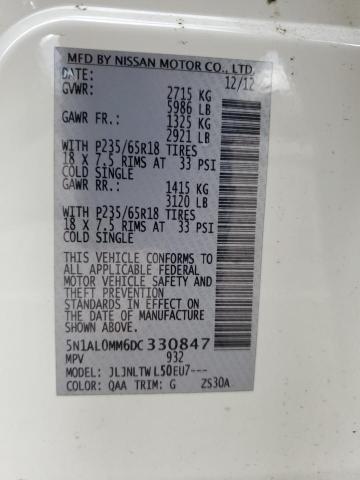 MFD BY NISSAN MOTOR CO., LTD.
DATE: 12/12
GVWR: 2715 KG
5986 LB
GAWR FR.: 1325 KG
2921 LB
WITH P235/65R18 TIRES
18 X 7.5 RIMS AT 33 PSI
COLD SINGLE
GAWR RR.: 1415 KG
3120 LB
WITH P235/65R18 TIRES
18 X 7.5 RIMS AT 33 PSI
COLD SINGLE
THIS VEHICLE CONFORMS TO ALL
APPLICABLE FEDERAL
MOTOR VEHICLE SAFETY AND
THEFT PREVENTION
STANDARDS IN EFFECT ON
THE DATE OF MANUFACTURE
SHOWN ABOVE.
5N1AL0MM6DC330847
MPV 932
MODEL: JLJNLTW L50EU7---
COLOR: QAA TRIM: G ZS30A